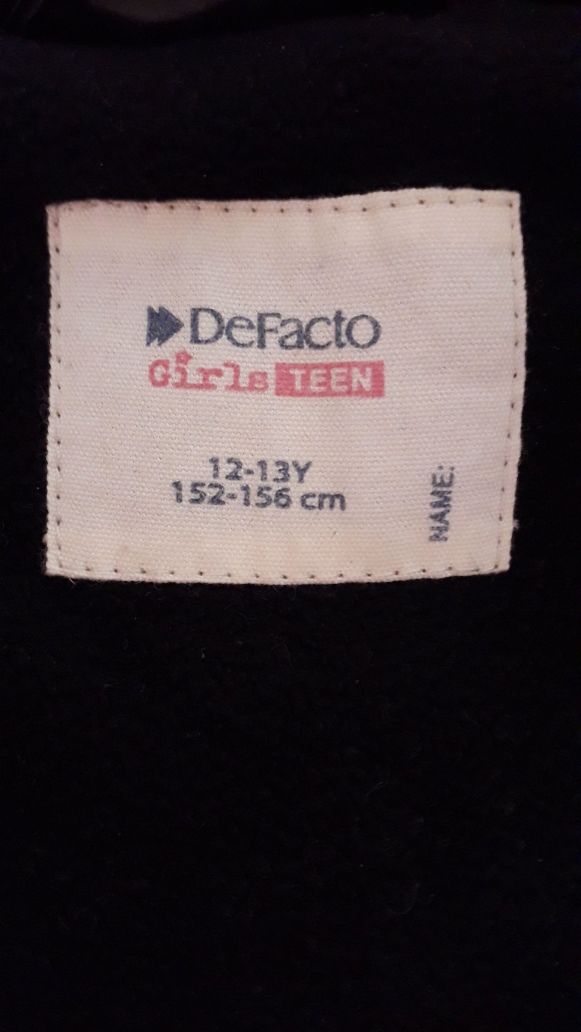 DeFacto
Girls TEEN
12-13Y
152-156 cm
NAME: